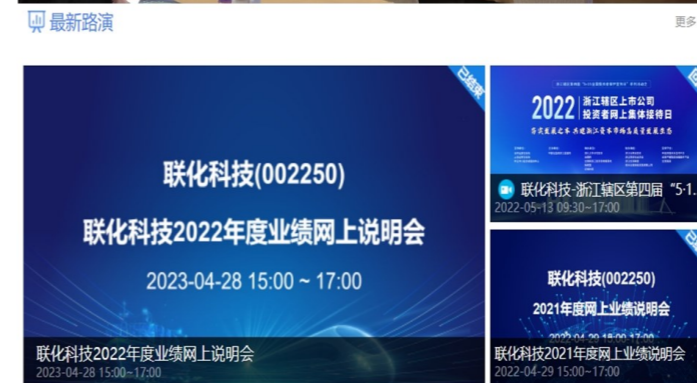 最新路演
更多
已结束
联化科技(002250)
联化科技2022年度业绩网上说明会
2023-04-28 15:00 ~ 17:00
联化科技2022年度业绩网上说明会
2023-04-28 15:00~17:00
2022 浙江辖区上市公司
投资者网上集体接待日
联化科技-浙江辖区第四届“5·1...
2022-05-13 09:30~17:00
联化科技(002250)
2021年度网上业绩说明会
2022-04-29 15:00-17:00
联化科技2021年度网上业绩说明会
2022-04-29 15:00~17:00